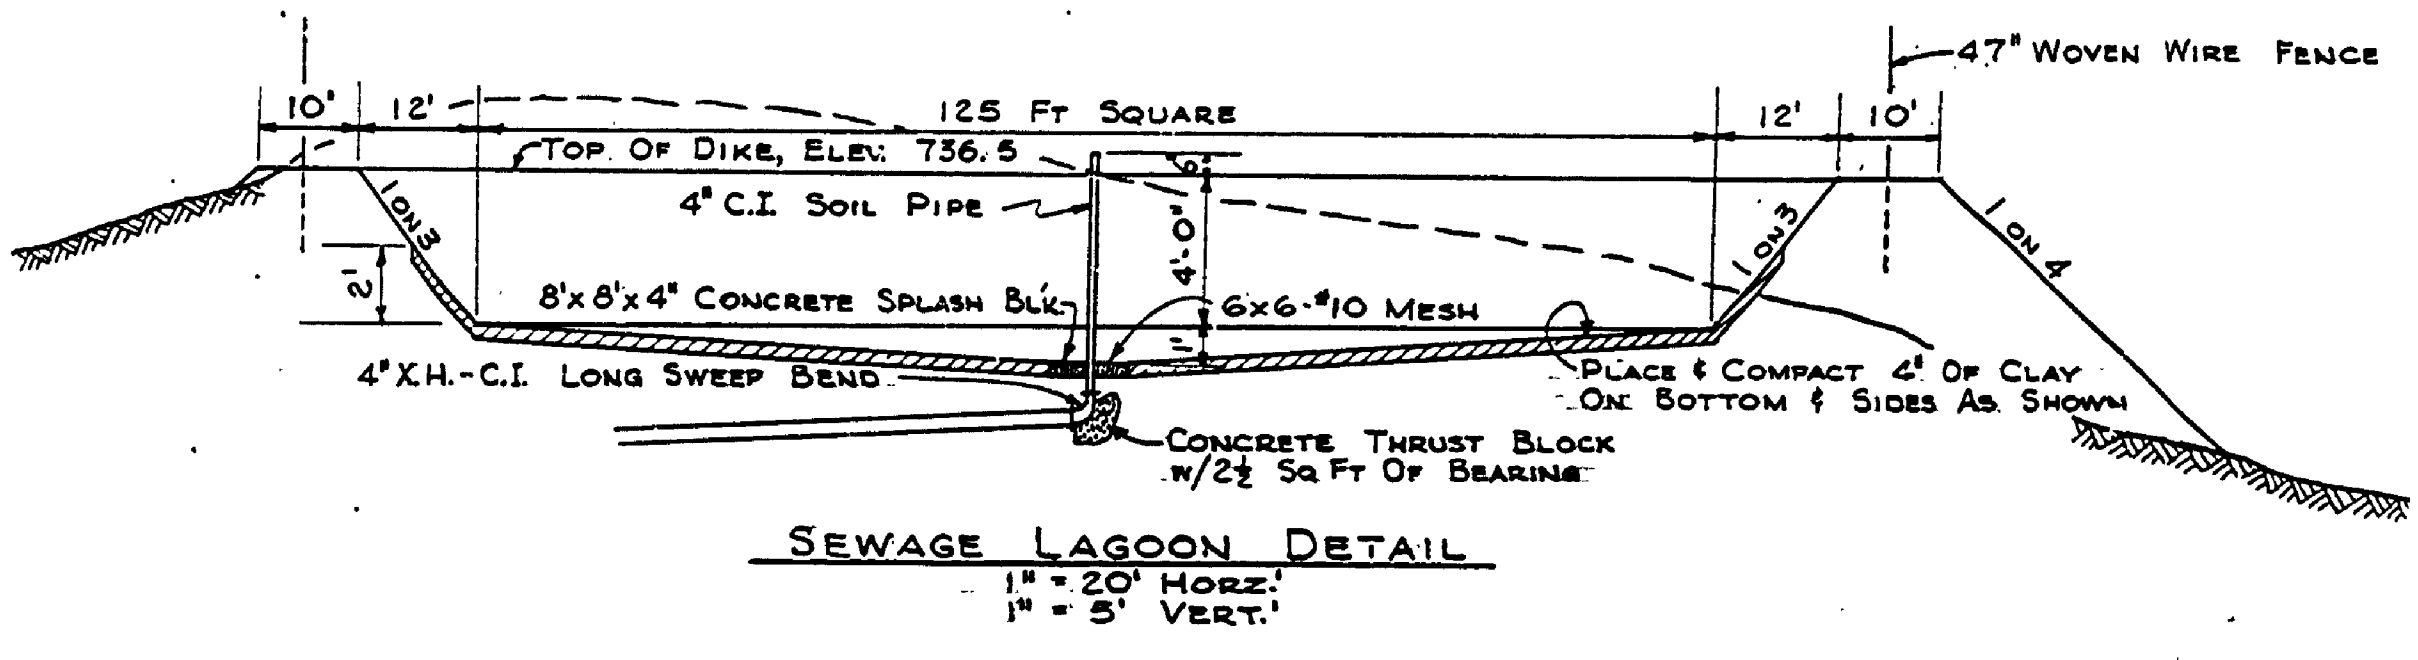 47" WOVEN WIRE FENCE
10' 12' 125 FT SQUARE 12' 10'
TOP OF DIKE, ELEV. 736.5
6"
4" C.I. SOIL PIPE
1 ON 3
4'-0"
1 ON 3
1 ON 4
2'
8'x8'x4" CONCRETE SPLASH BLK.
6x6-#10 MESH
1'
4" X.H.-C.I. LONG SWEEP BEND
PLACE & COMPACT 4" OF CLAY
ON BOTTOM & SIDES AS SHOWN
CONCRETE THRUST BLOCK
W/2½ SQ FT OF BEARING
SEWAGE LAGOON DETAIL
1" = 20' HORZ.
1" = 5' VERT.